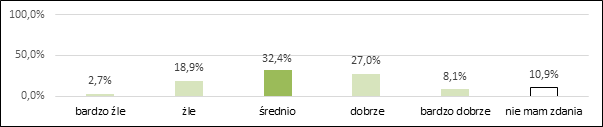 100,0%
50,0%
0,0%
2,7%
18,9%
32,4%
27,0%
8,1%
10,9%
bardzo źle
żle
średnio
dobrze
bardzo dobrze
nie mam zdania